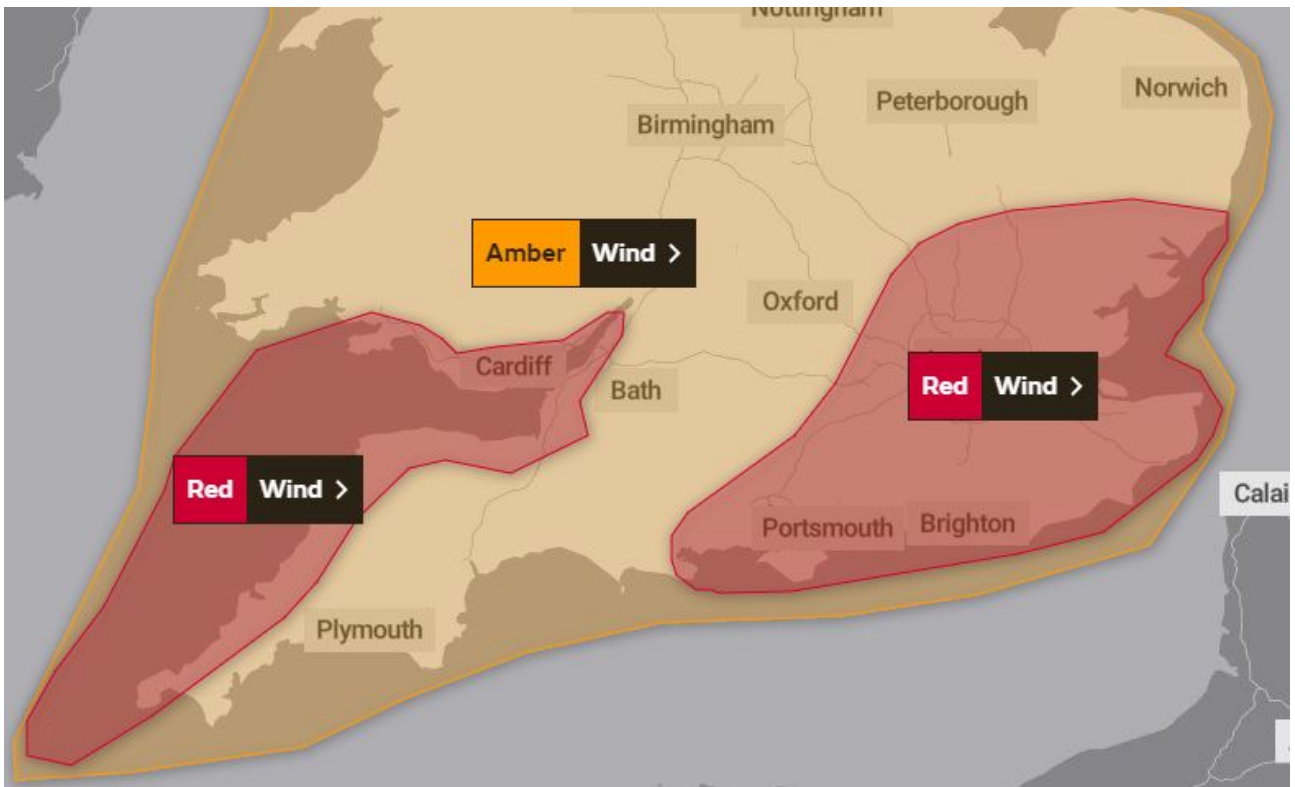 Nottingham
Norwich
Peterborough
Birmingham
Amber Wind >
Oxford
Cardiff
Bath
Red Wind >
Red Wind >
Calai
Portsmouth
Brighton
Plymouth